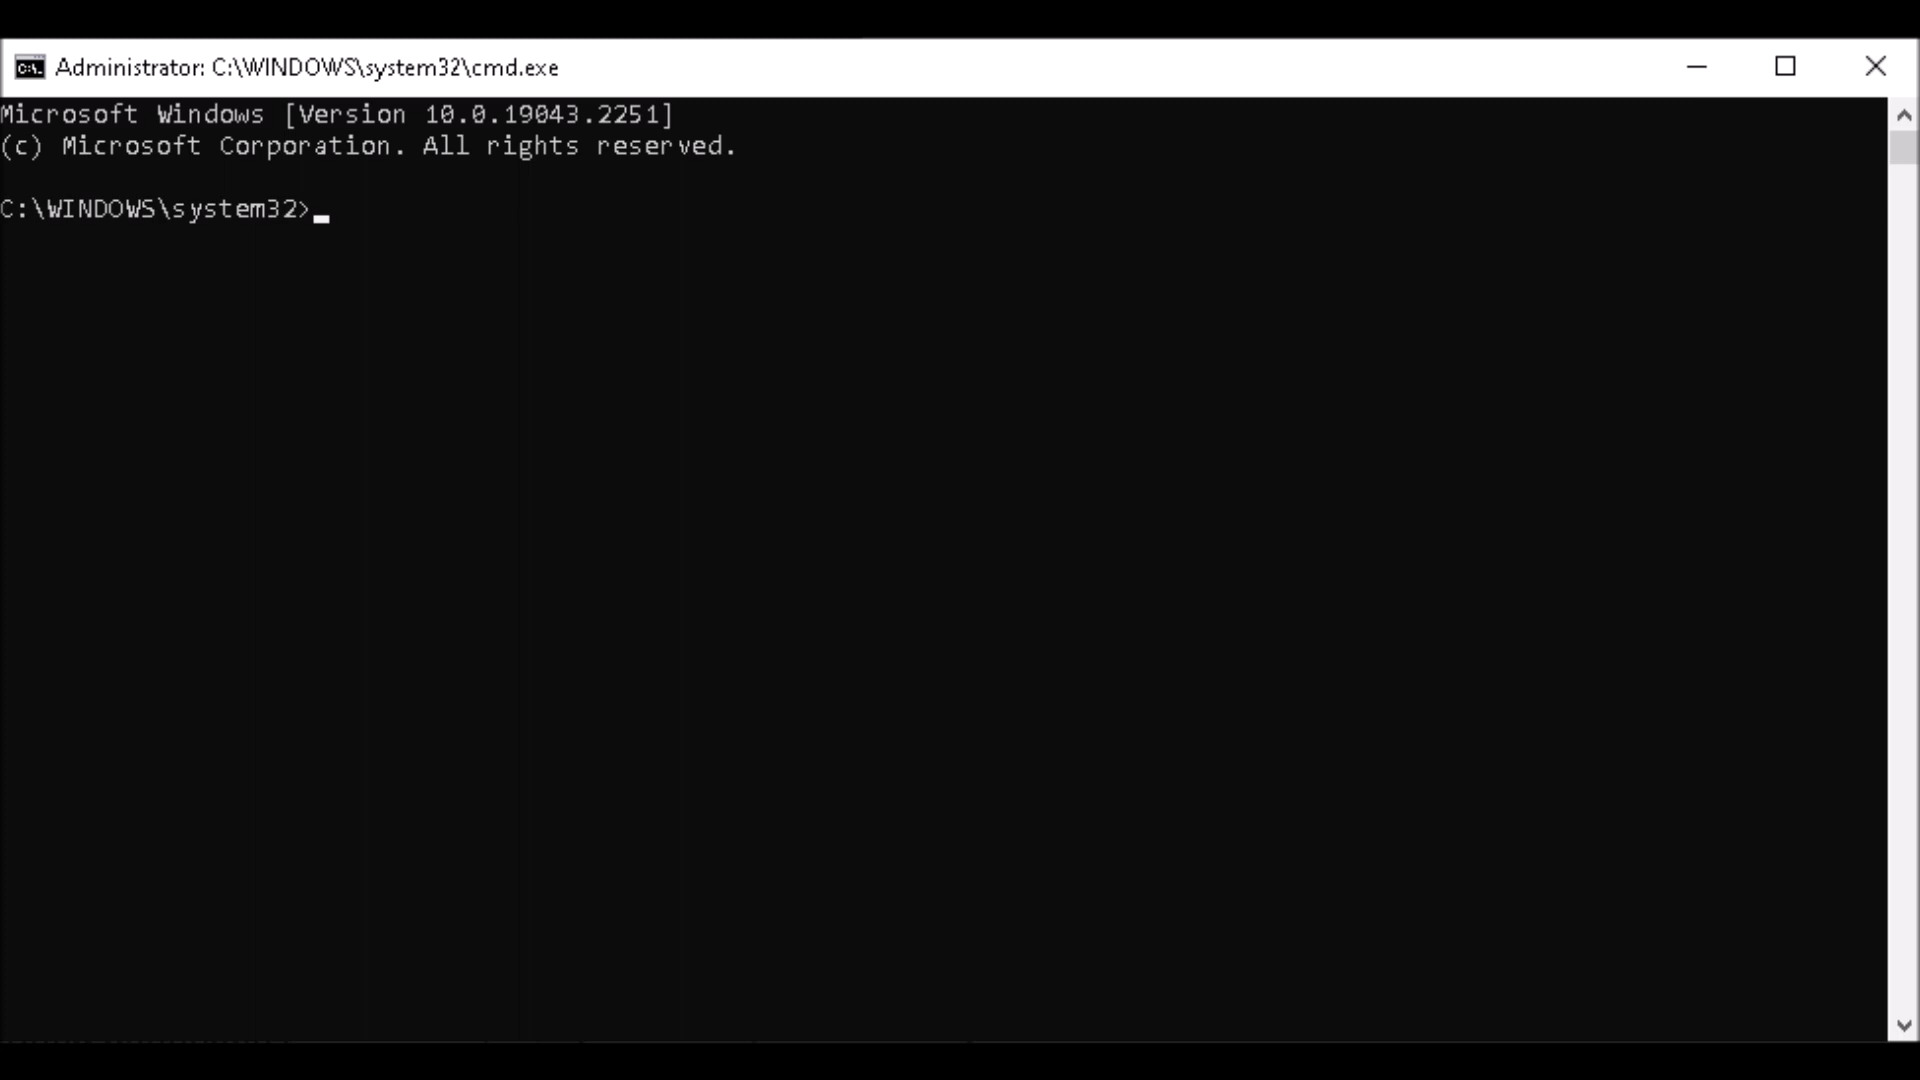 Administrator: C:\WINDOWS\system32\cmd.exe
Microsoft Windows [Version 10.0.19043.2251]
(c) Microsoft Corporation. All rights reserved.
C:\WINDOWS\system32>